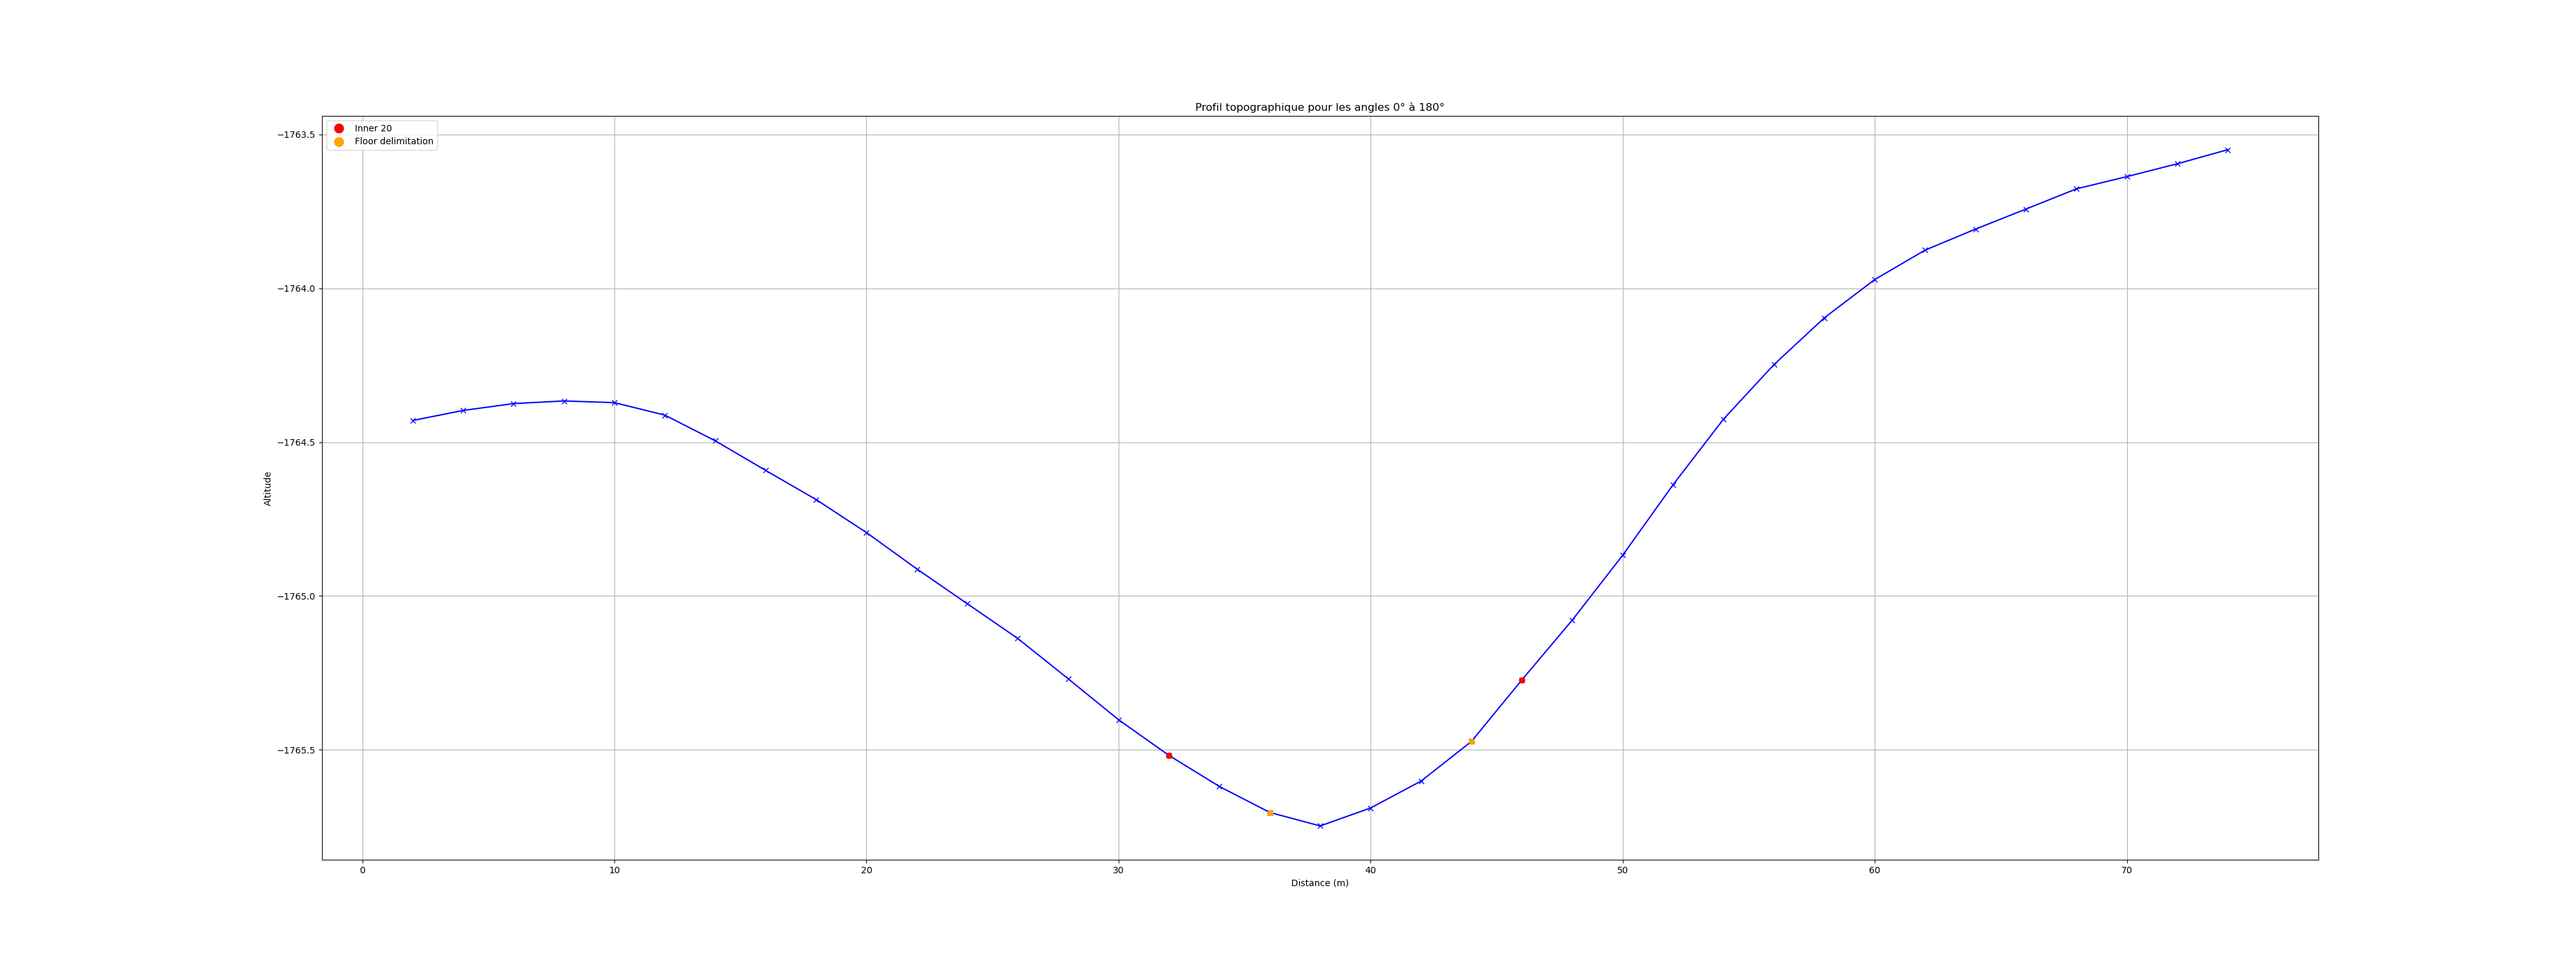 Profil topographique pour les angles 0° à 180°
Inner 20
Floor delimitation
Altitude
−1763.5
−1764.0
−1764.5
−1765.0
−1765.5
0 10 20 30 40 50 60 70
Distance (m)